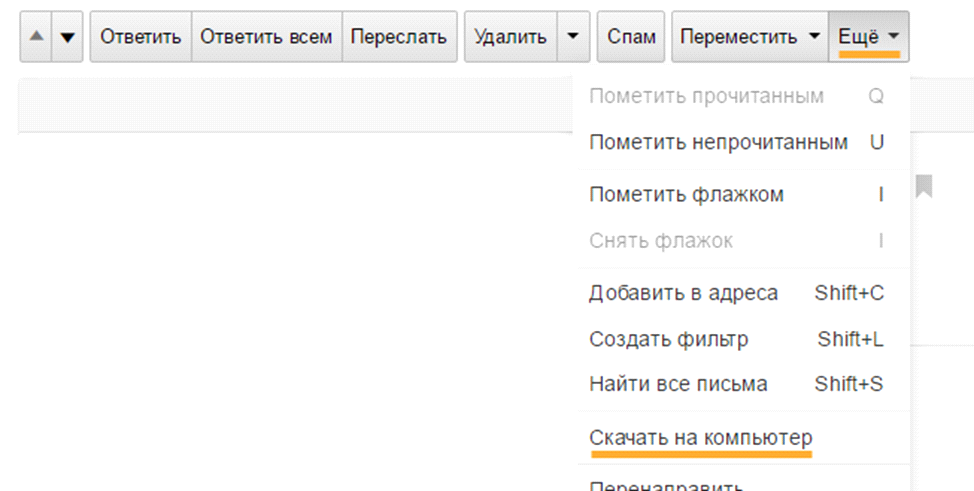 Ответить Ответить всем Переслать Удалить Спам Переместить Ещё
Пометить прочитанным Q
Пометить непрочитанным U
Пометить флажком I
Снять флажок I
Добавить в адреса Shift+C
Создать фильтр Shift+L
Найти все письма Shift+S
Скачать на компьютер
Перенаправить